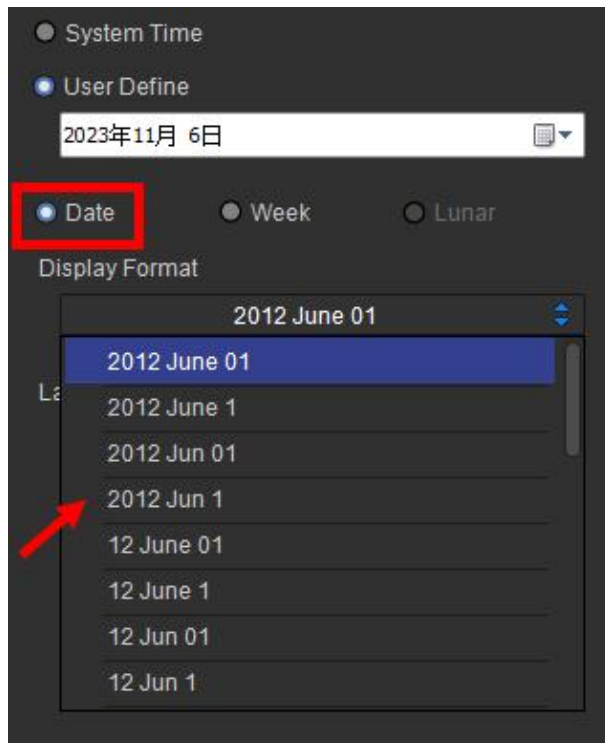 System Time
User Define
2023年11月 6日
Date Week Lunar
Display Format
2012 June 01
2012 June 01
2012 June 1
2012 Jun 01
2012 Jun 1
12 June 01
12 June 1
12 Jun 01
12 Jun 1